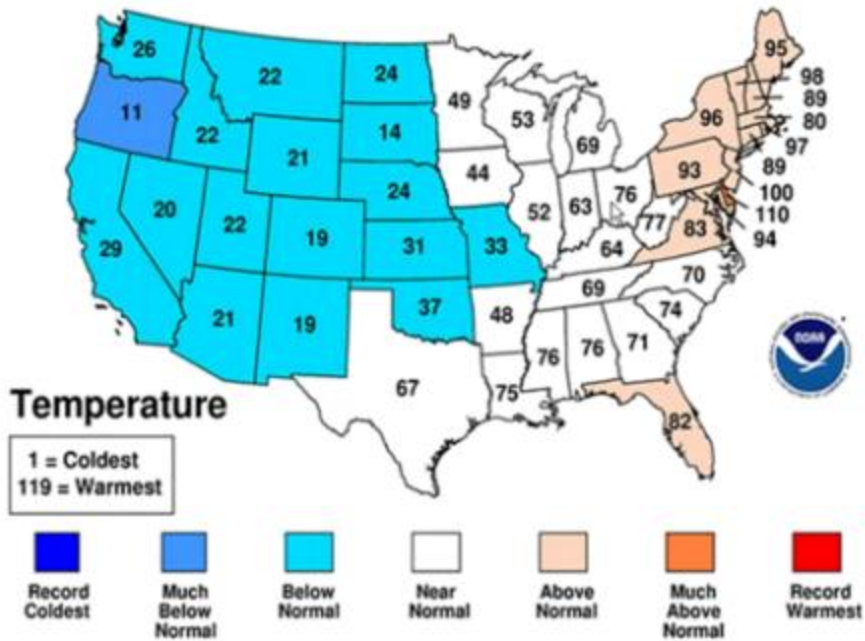 26
22
24
95
98
49
89
11
96
53
80
22
14
69
97
21
93
89
44
76
100
24
20
52
63
77
110
22
83
94
19
29
31
33
64
70
69
21
19
37
48
74
76
76
71
67
75
82
NOAA
Temperature
1 = Coldest
119 = Warmest
Record
Coldest
Much
Below
Normal
Below
Normal
Near
Normal
Above
Normal
Much
Above
Normal
Record
Warmest